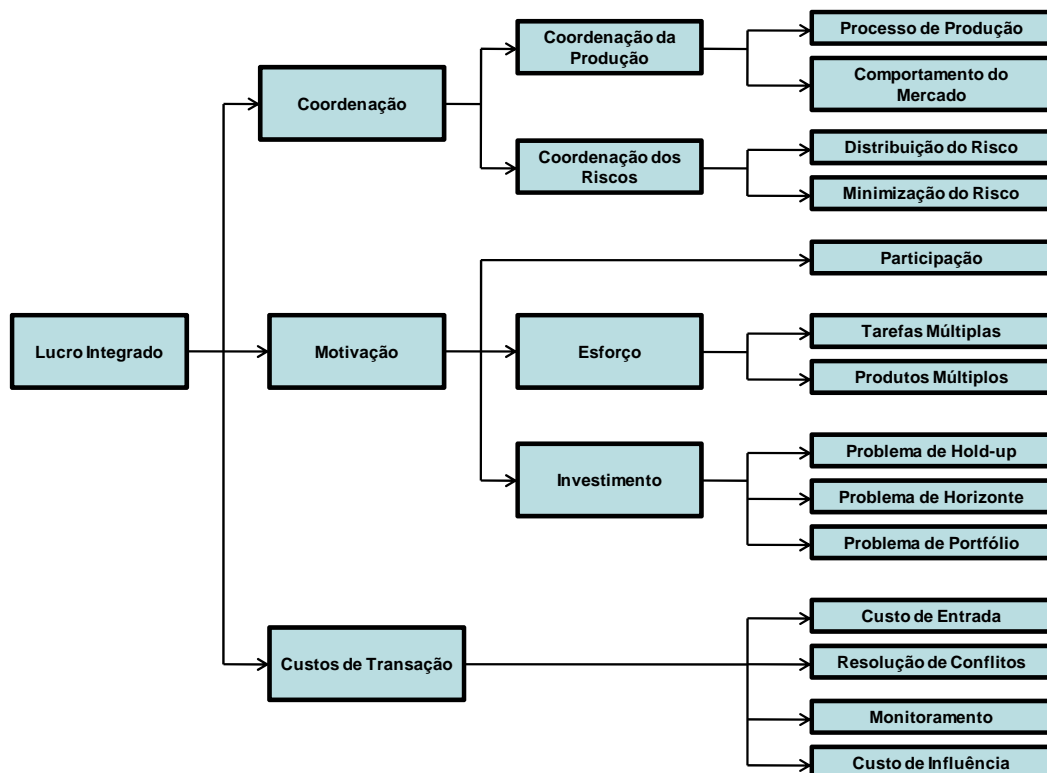 Processo de Produção
Coordenação da
Produção
Comportamento do
Mercado
Coordenação
Coordenação dos
Riscos
Distribuição do Risco
Minimização do Risco
Participação
Lucro Integrado
Motivação
Esforço
Tarefas Múltiplas
Produtos Múltiplos
Investimento
Problema de Hold-up
Problema de Horizonte
Problema de Portfólio
Custos de Transação
Custo de Entrada
Resolução de Conflitos
Monitoramento
Custo de Influência